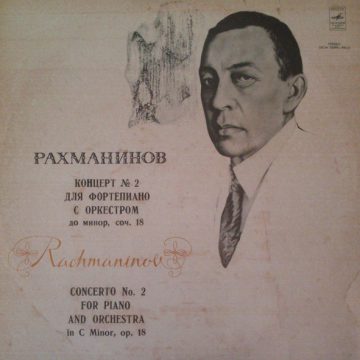 РАХМАНИНОВ
КОНЦЕРТ № 2
ДЛЯ ФОРТЕПИАНО
С ОРКЕСТРОМ
до минор, соч. 18
Rachmaninov
CONCERTO No. 2
FOR PIANO
AND ORCHESTRA
in C Minor, op. 18